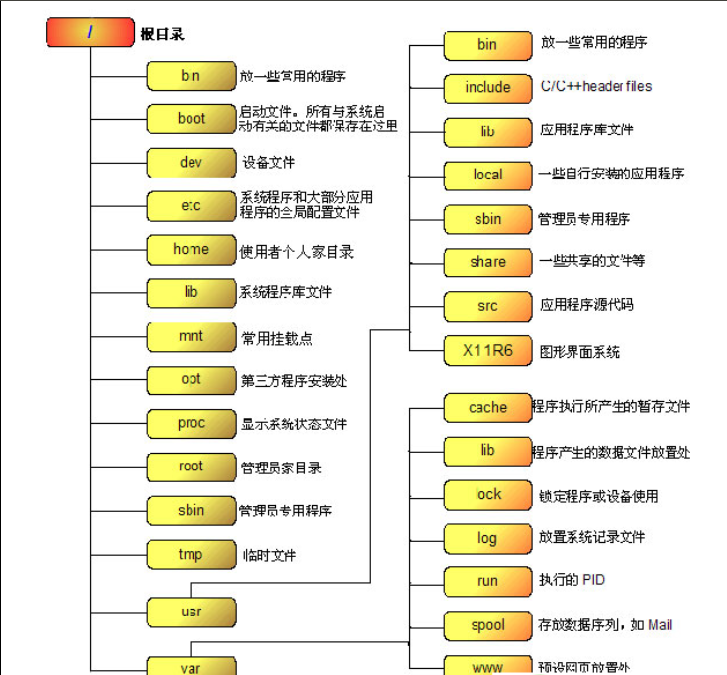 / 根目录
bin 放一些常用的程序
boot 启动文件。所有与系统启
动有关的文件都保存在这里
dev 设备文件
etc 系统程序和大部分应用
程序的全局配置文件
home 使用者个人家目录
lib 系统程序库文件
mnt 常用挂载点
opt 第三方程序安装处
proc 显示系统状态文件
root 管理员家目录
sbin 管理员专用程序
tmp 临时文件
usr
var
bin 放一些常用的程序
include C/C++header files
lib 应用程序库文件
local 一些自行安装的应用程序
sbin 管理员专用程序
share 一些共享的文件等
src 应用程序源代码
X11R6 图形界面系统
cache 程序执行所产生的暂存文件
lib 程序产生的数据文件放置处
ock 锁定程序或设备使用
log 放置系统记录文件
run 执行的 PID
spool 存放数据序列，如 Mail
www 预设网页放置处